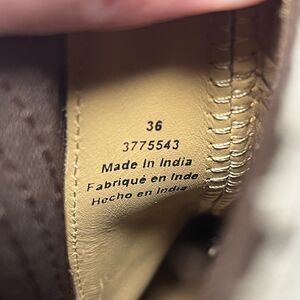 36
3775543
Made In India
Fabriqué en Inde
Hecho en India